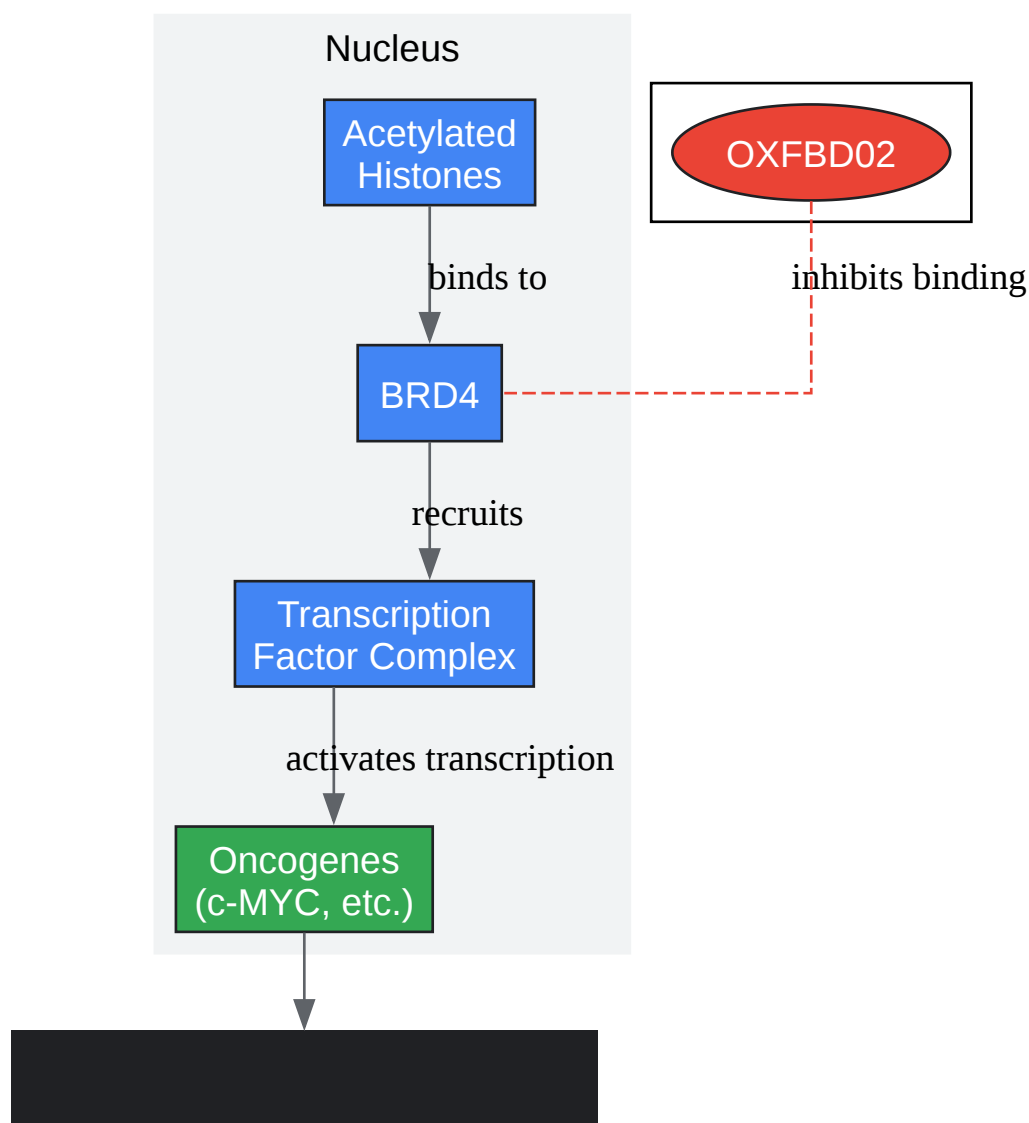 Nucleus
Acetylated
Histones
OXFBD02
binds to
inhibits binding
BRD4
recruits
Transcription
Factor Complex
activates transcription
Oncogenes
(c-MYC, etc.)